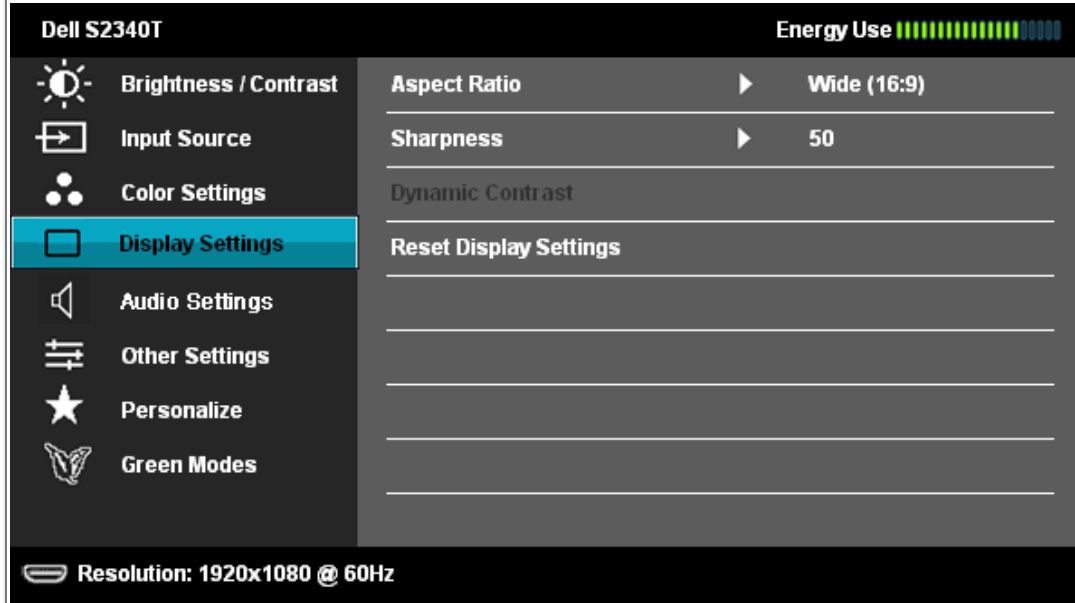 Dell S2340T
Energy Use
Brightness / Contrast
Aspect Ratio
Wide (16:9)
Input Source
Sharpness
50
Color Settings
Dynamic Contrast
Display Settings
Reset Display Settings
Audio Settings
Other Settings
Personalize
Green Modes
Resolution: 1920x1080 @ 60Hz